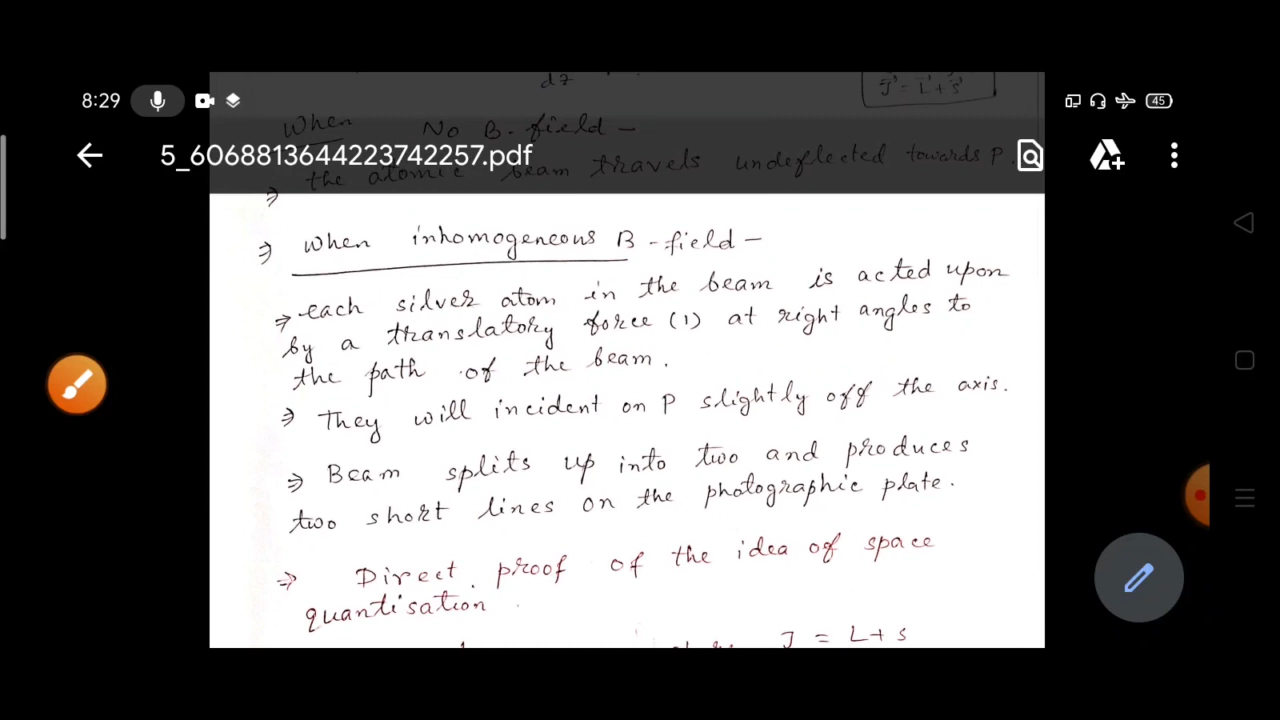 dz
J = L + s
8:29
45
When No B-field -
5_6068813644223742257.pdf
⇒ the atomic beam travels undeflected towards P.
⇒ When inhomogeneous B-field -
⇒ each silver atom in the beam is acted upon
by a translatory force (1) at right angles to
the path of the beam.
⇒ They will incident on P slightly off the axis.
⇒ Beam splits up into two and produces
two short lines on the photographic plate.
⇒ Direct proof of the idea of space
quantisation
J = L + s